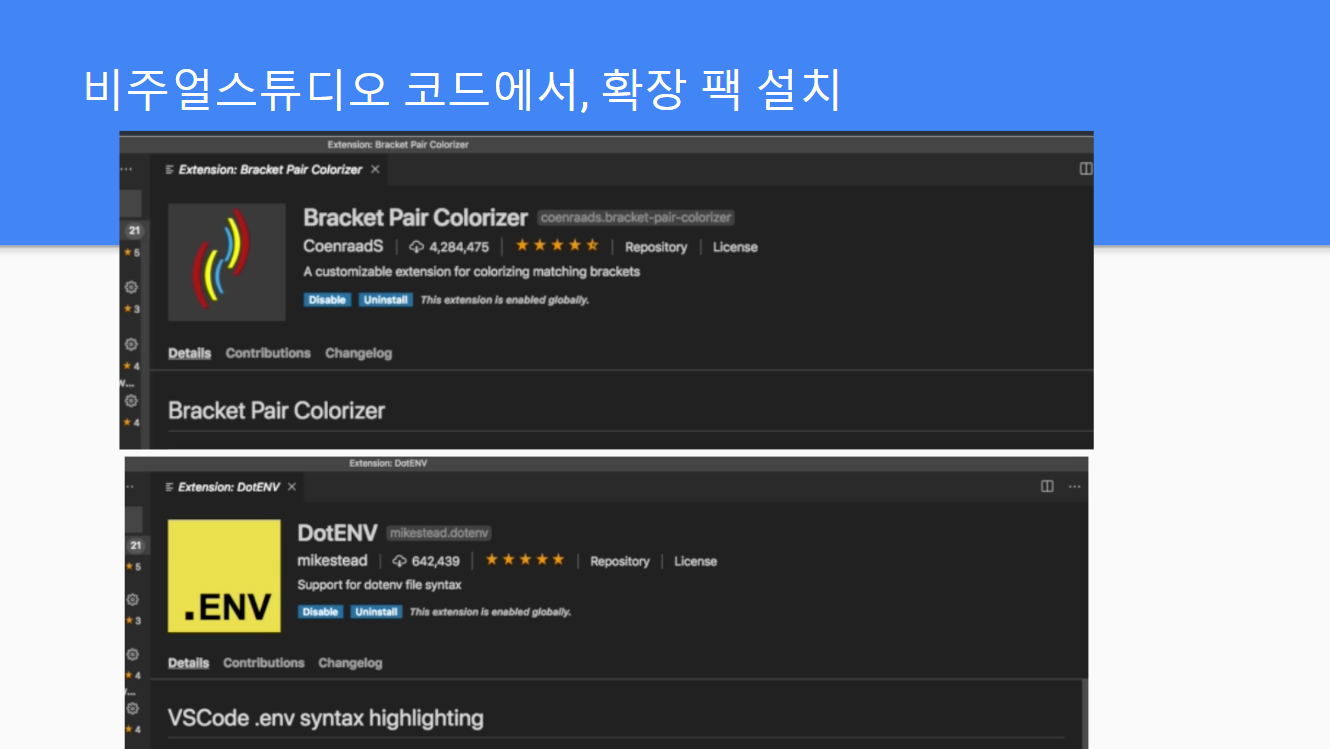 비주얼스튜디오 코드에서, 확장 팩 설치
Extension: Bracket Pair Colorizer
Extension: Bracket Pair Colorizer
Bracket Pair Colorizer coenraads.bracket-pair-colorizer
21
CoenraadS 4,284,475 Repository License
5
A customizable extension for colorizing matching brackets
Disable Uninstall This extension is enabled globally.
3
Details Contributions Changelog
4
Bracket Pair Colorizer
4
Extension: DotENV
Extension: DotENV
.ENV
DotENV mikestead.dotenv
21
mikestead 642,439 Repository License
5
Support for dotenv file syntax
Disable Uninstall This extension is enabled globally.
3
Details Contributions Changelog
4
VSCode .env syntax highlighting
4